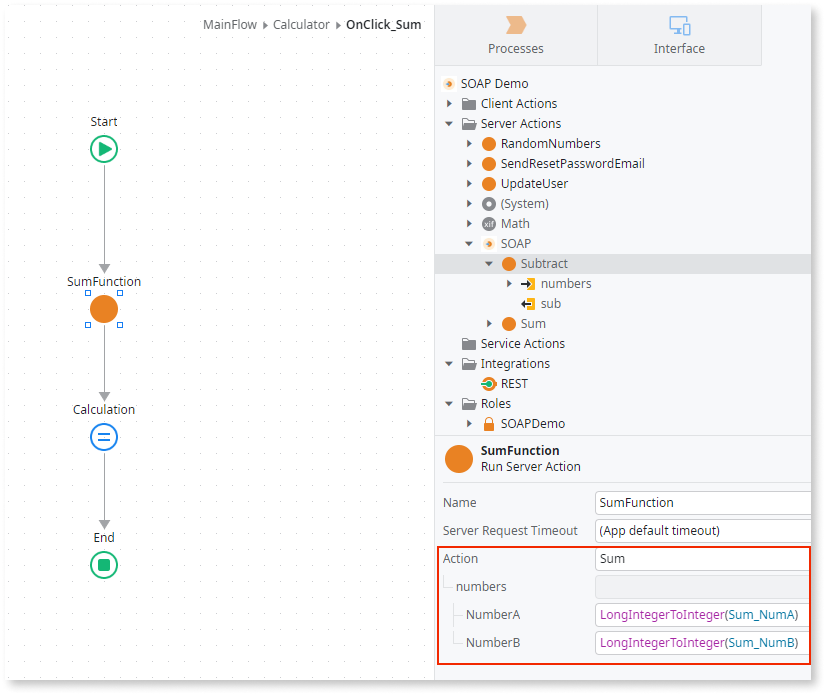 MainFlow ▸ Calculator ▸ OnClick_Sum
Start
SumFunction
Calculation
End
Processes
Interface
SOAP Demo
Client Actions
Server Actions
RandomNumbers
SendResetPasswordEmail
UpdateUser
(System)
xif Math
SOAP
Subtract
numbers
sub
Sum
Service Actions
Integrations
REST
Roles
SOAPDemo
SumFunction
Run Server Action
Name SumFunction
Server Request Timeout (App default timeout)
Action Sum
numbers
NumberA LongIntegerToInteger(Sum_NumA)
NumberB LongIntegerToInteger(Sum_NumB)